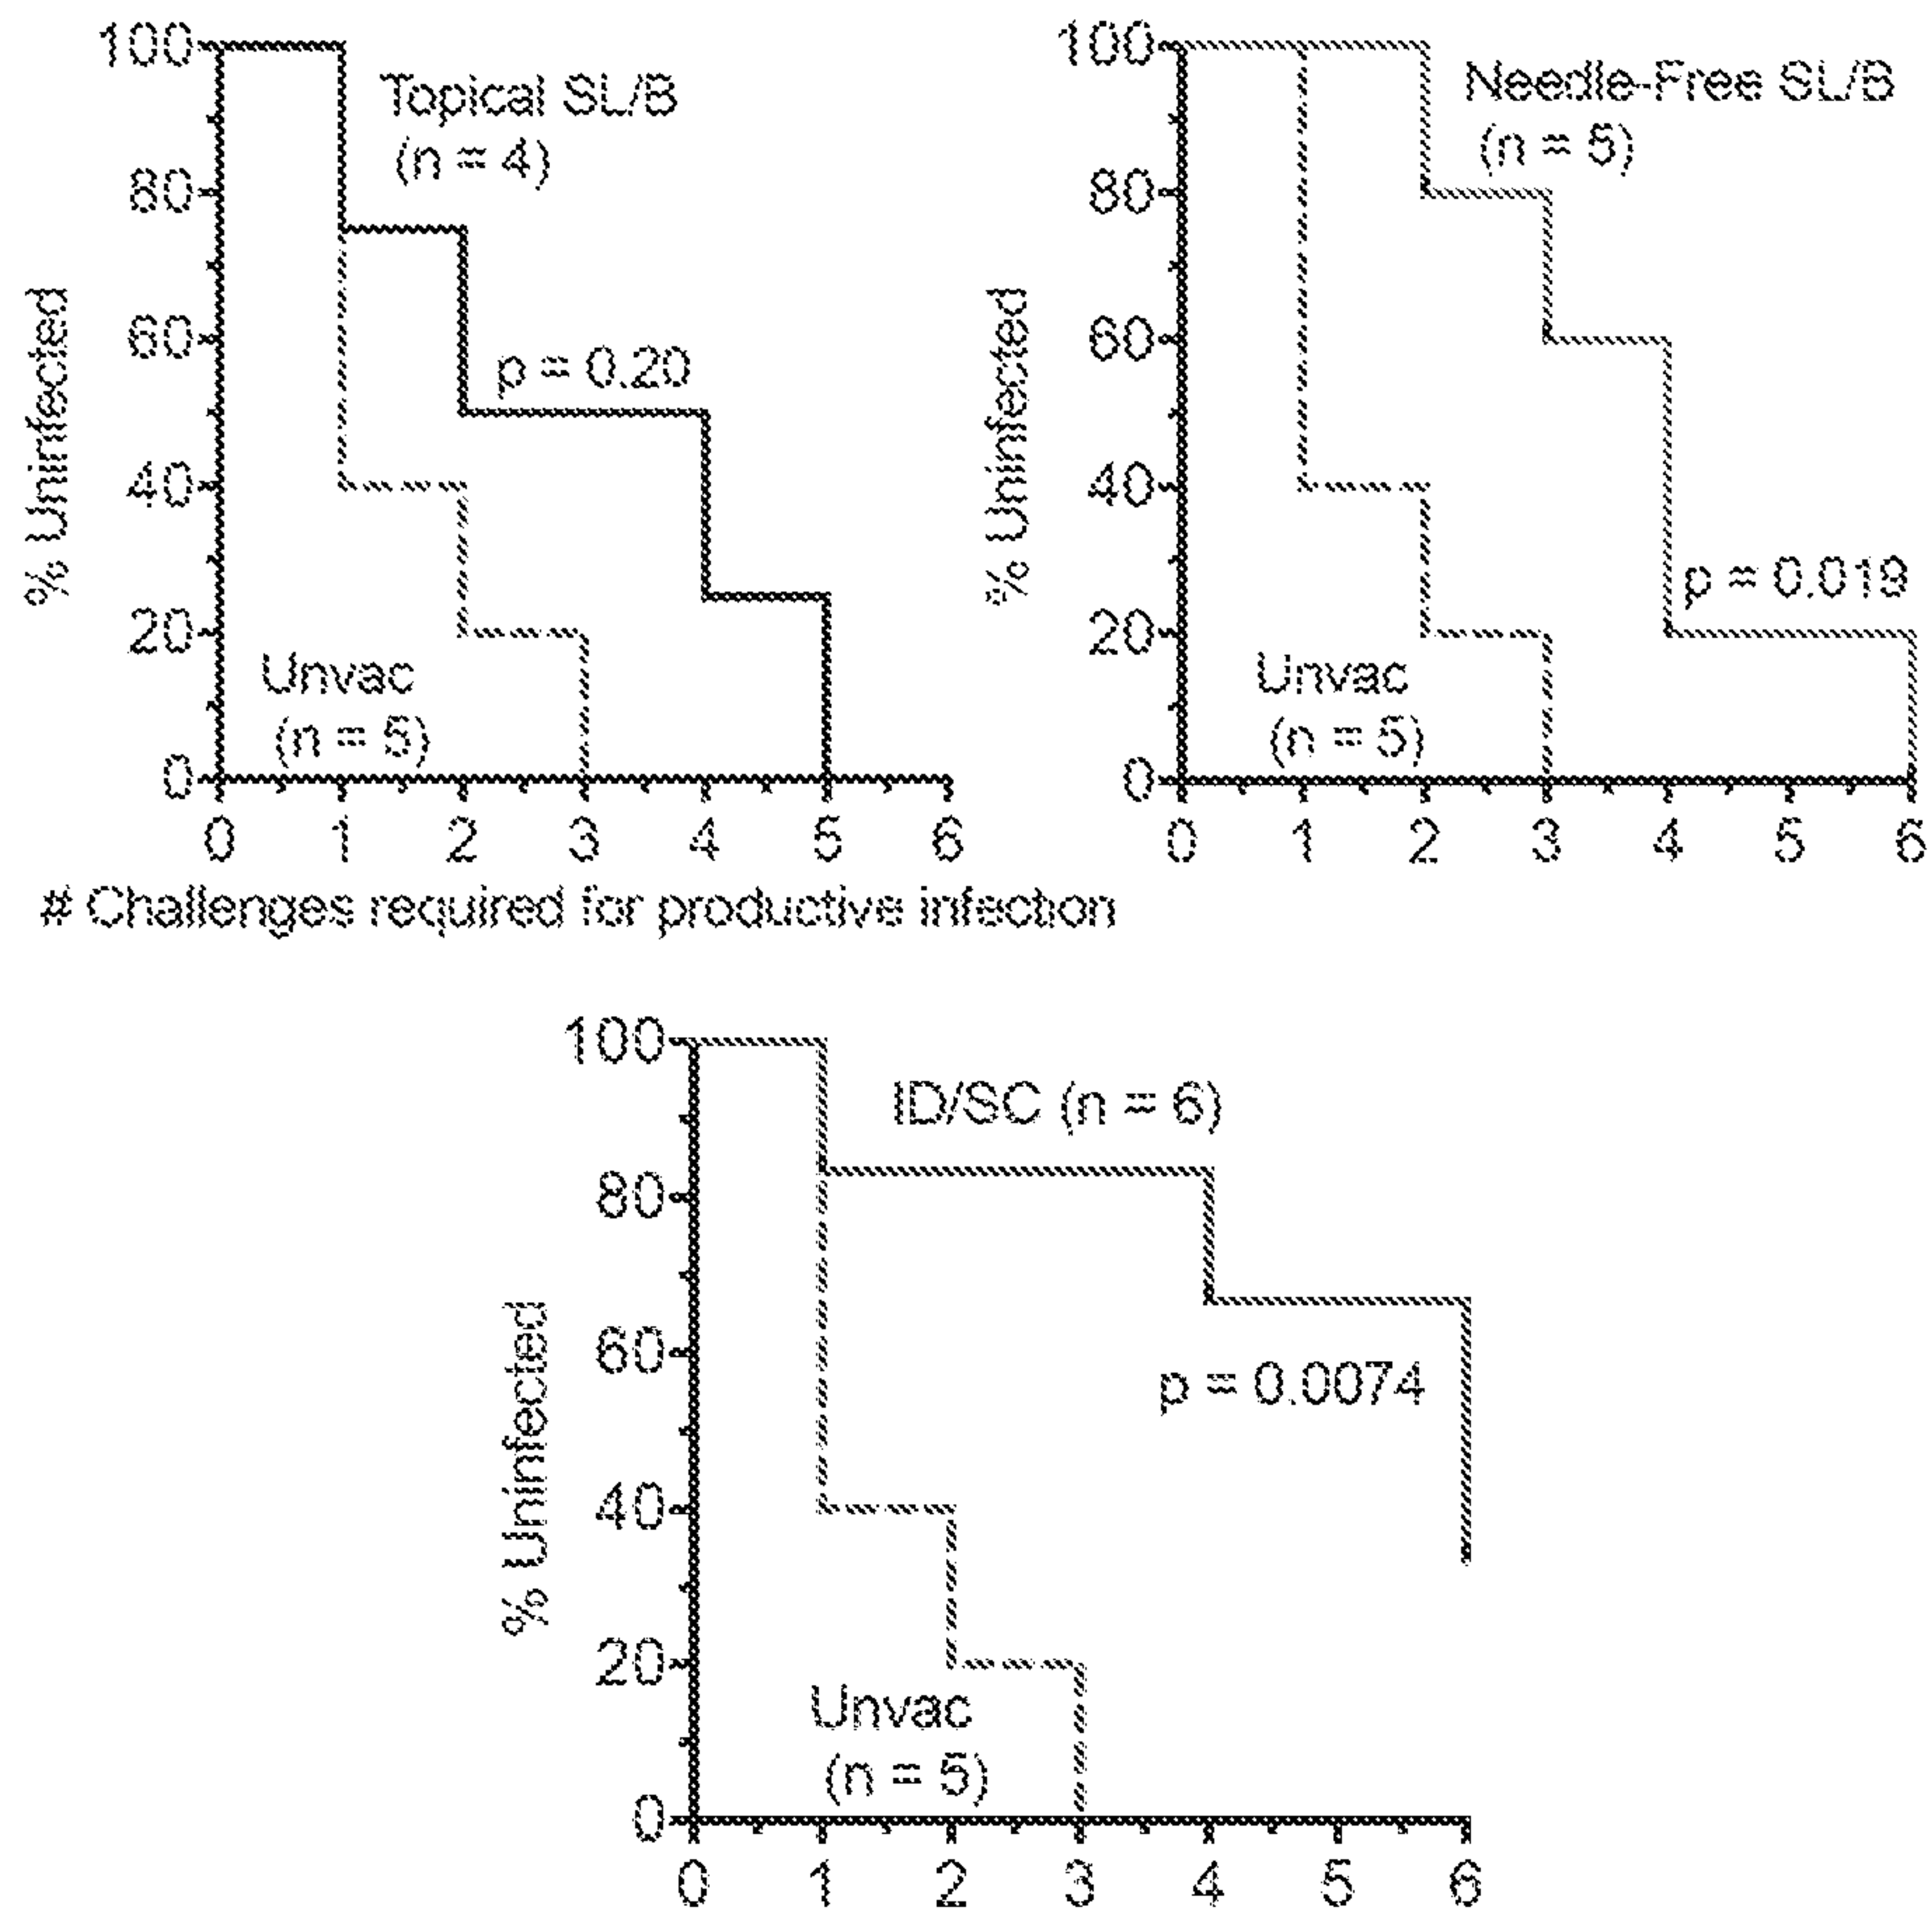 100
80
60
40
20
0
% Uninfected
Topical SL/B
(n = 4)
p = 0.20
Unvac
(n = 5)
0 1 2 3 4 5 6
# Challenges required for productive infection
100
80
60
40
20
0
% Uninfected
Needle-Free SL/B
(n = 5)
p = 0.019
Unvac
(n = 5)
0 1 2 3 4 5 6
100
80
60
40
20
0
% Uninfected
ID/SC (n = 6)
p = 0.0074
Unvac
(n = 5)
0 1 2 3 4 5 6